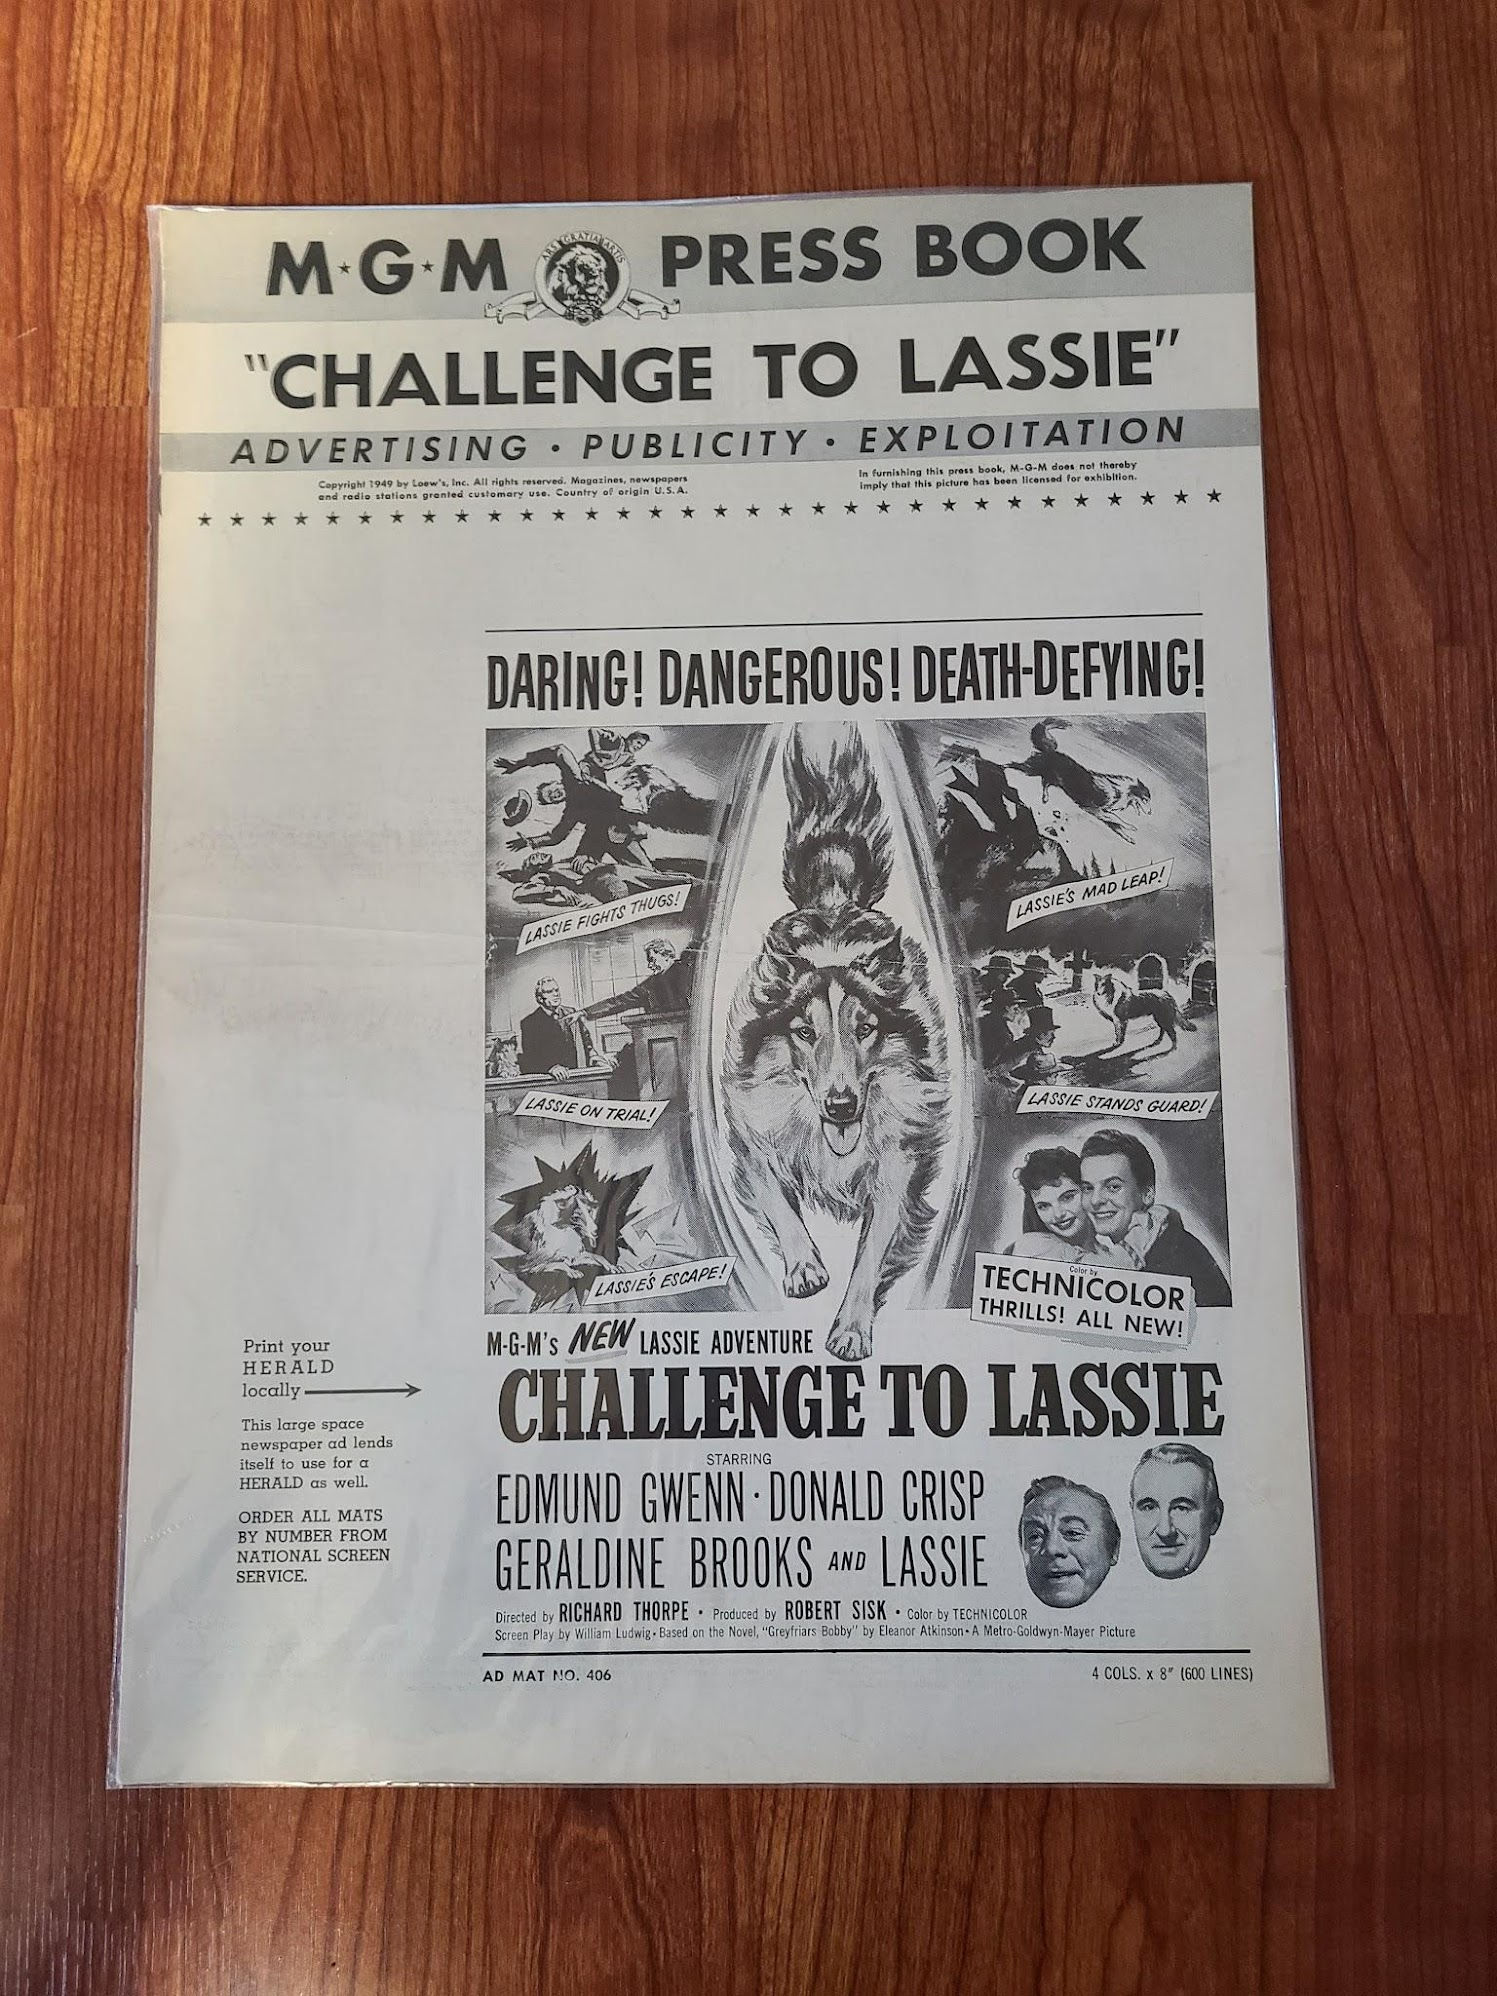 M★G★M PRESS BOOK
ARS GRATIA ARTIS
"CHALLENGE TO LASSIE"
ADVERTISING • PUBLICITY • EXPLOITATION
Copyright 1949 by Loew's, Inc. All rights reserved. Magazines, newspapers
and radio stations granted customary use. Country of origin U.S.A.
In furnishing this press book, M-G-M does not thereby
imply that this picture has been licensed for exhibition.
DARING! DANGEROUS! DEATH-DEFYING!
LASSIE FIGHTS THUGS!
LASSIE'S MAD LEAP!
LASSIE ON TRIAL!
LASSIE STANDS GUARD!
LASSIE'S ESCAPE!
Color by
TECHNICOLOR
THRILLS! ALL NEW!
Print your
HERALD
locally
This large space
newspaper ad lends
itself to use for a
HERALD as well.
ORDER ALL MATS
BY NUMBER FROM
NATIONAL SCREEN
SERVICE.
M-G-M's NEW LASSIE ADVENTURE
CHALLENGE TO LASSIE
STARRING
EDMUND GWENN • DONALD CRISP
GERALDINE BROOKS AND LASSIE
Directed by RICHARD THORPE • Produced by ROBERT SISK • Color by TECHNICOLOR
Screen Play by William Ludwig • Based on the Novel, "Greyfriars Bobby" by Eleanor Atkinson • A Metro-Goldwyn-Mayer Picture
AD MAT NO. 406
4 COLS. x 8" (600 LINES)